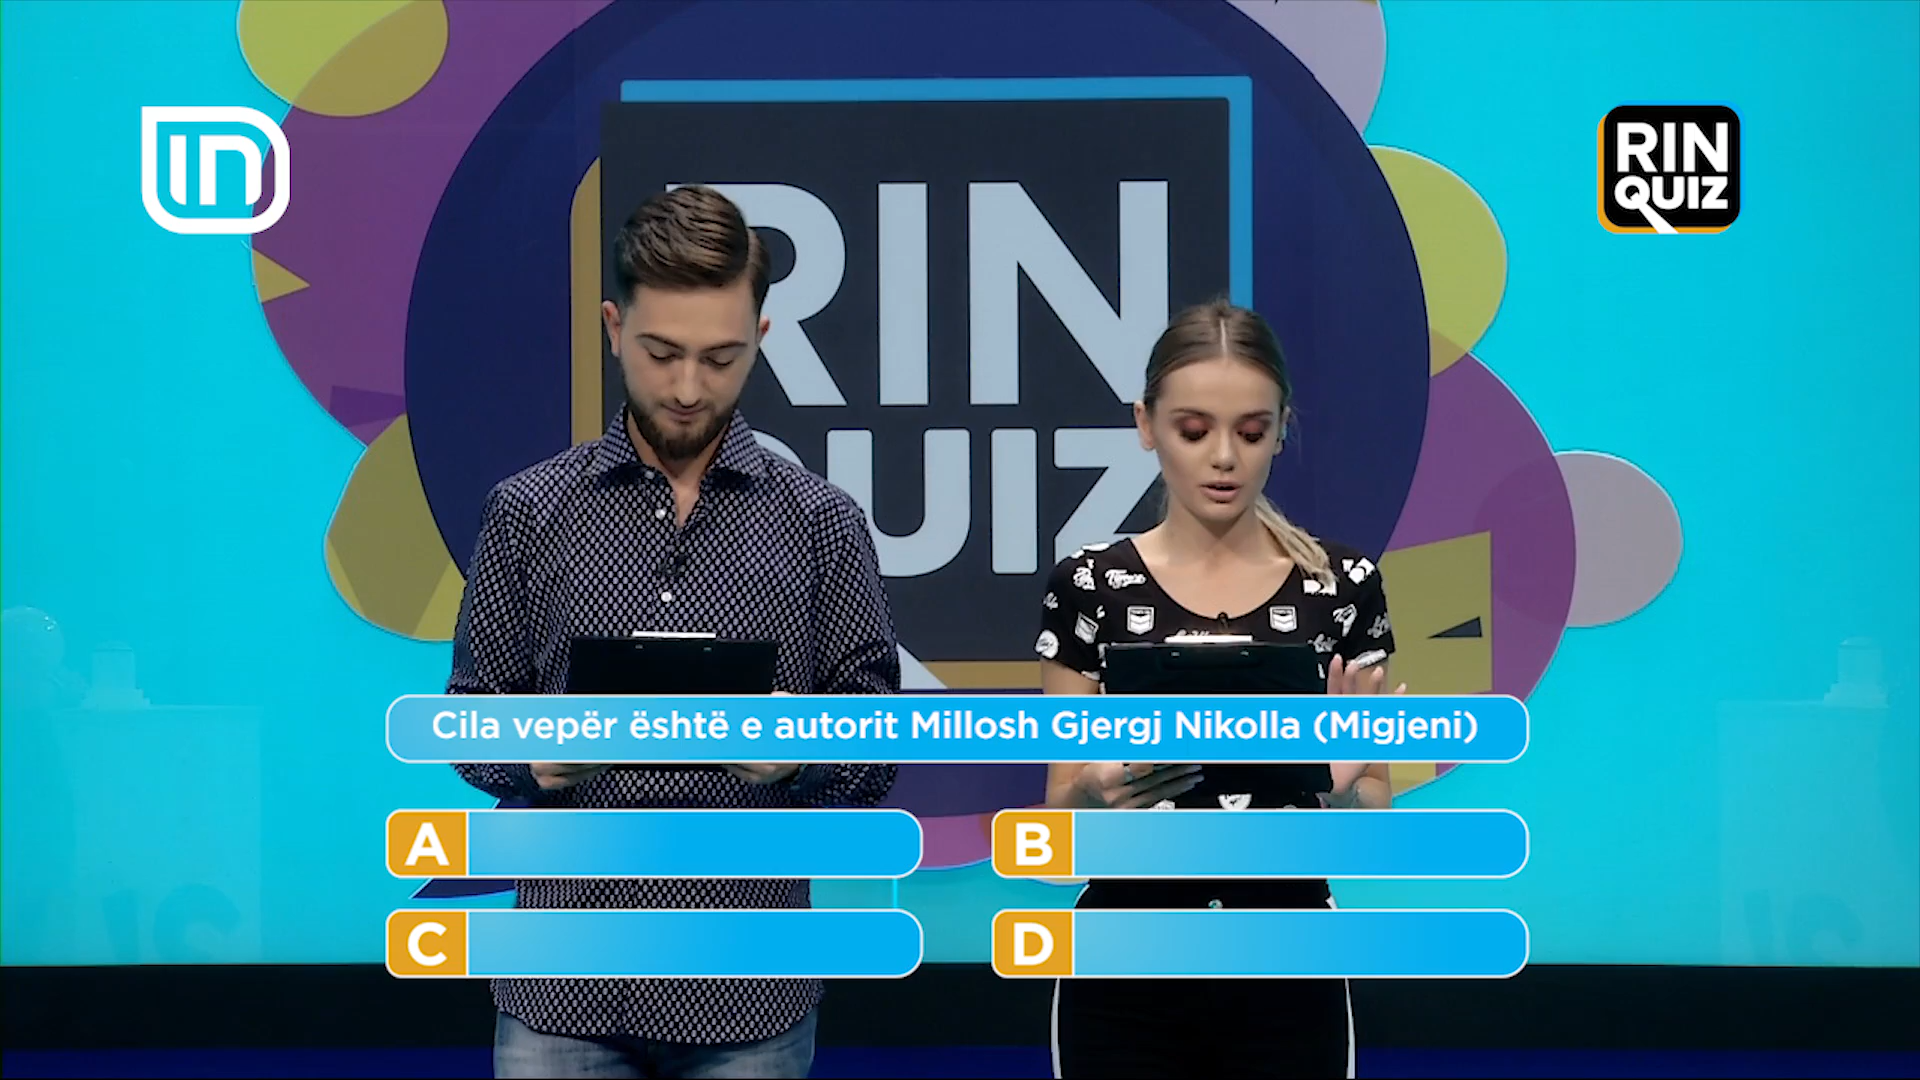 IN
RIN
QUIZ
RIN
QUIZ
Cila vepër është e autorit Millosh Gjergj Nikolla (Migjeni)
A
B
C
D